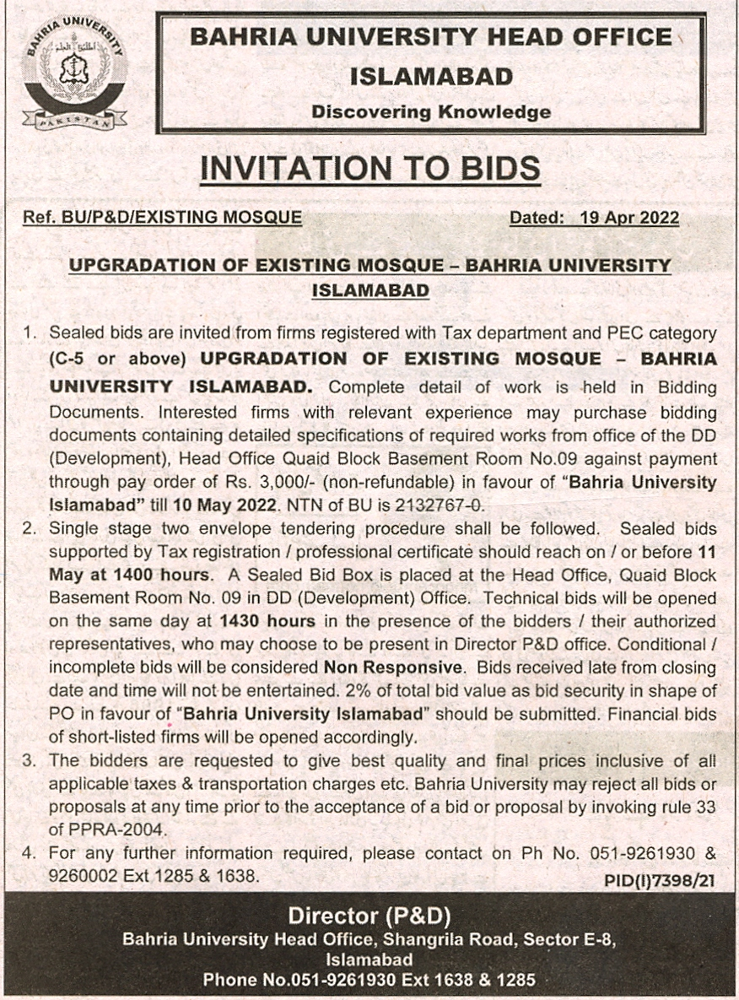 BAHRIA UNIVERSITY
PAKISTAN
BAHRIA UNIVERSITY HEAD OFFICE
ISLAMABAD
Discovering Knowledge
INVITATION TO BIDS
Ref. BU/P&D/EXISTING MOSQUE Dated: 19 Apr 2022
UPGRADATION OF EXISTING MOSQUE – BAHRIA UNIVERSITY
ISLAMABAD
1. Sealed bids are invited from firms registered with Tax department and PEC category
(C-5 or above) UPGRADATION OF EXISTING MOSQUE – BAHRIA
UNIVERSITY ISLAMABAD. Complete detail of work is held in Bidding
Documents. Interested firms with relevant experience may purchase bidding
documents containing detailed specifications of required works from office of the DD
(Development), Head Office Quaid Block Basement Room No.09 against payment
through pay order of Rs. 3,000/- (non-refundable) in favour of “Bahria University
Islamabad” till 10 May 2022. NTN of BU is 2132767-0.
2. Single stage two envelope tendering procedure shall be followed. Sealed bids
supported by Tax registration / professional certificate should reach on / or before 11
May at 1400 hours. A Sealed Bid Box is placed at the Head Office, Quaid Block
Basement Room No. 09 in DD (Development) Office. Technical bids will be opened
on the same day at 1430 hours in the presence of the bidders / their authorized
representatives, who may choose to be present in Director P&D office. Conditional /
incomplete bids will be considered Non Responsive. Bids received late from closing
date and time will not be entertained. 2% of total bid value as bid security in shape of
PO in favour of “Bahria University Islamabad” should be submitted. Financial bids
of short-listed firms will be opened accordingly.
3. The bidders are requested to give best quality and final prices inclusive of all
applicable taxes & transportation charges etc. Bahria University may reject all bids or
proposals at any time prior to the acceptance of a bid or proposal by invoking rule 33
of PPRA-2004.
4. For any further information required, please contact on Ph No. 051-9261930 &
9260002 Ext 1285 & 1638. PID(I)7398/21
Director (P&D)
Bahria University Head Office, Shangrila Road, Sector E-8,
Islamabad
Phone No.051-9261930 Ext 1638 & 1285